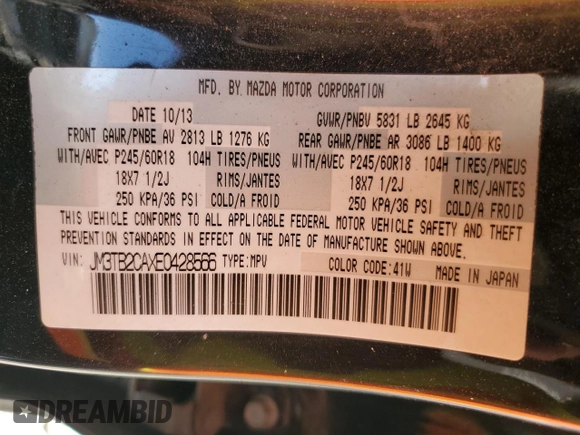 MFD. BY MAZDA MOTOR CORPORATION
DATE 10/13 GVWR/PNBV 5831 LB 2645 KG
FRONT GAWR/PNBE AV 2813 LB 1276 KG REAR GAWR/PNBE AR 3086 LB 1400 KG
WITH/AVEC P245/60R18 104H TIRES/PNEUS WITH/AVEC P245/60R18 104H TIRES/PNEUS
18X7 1/2J RIMS/JANTES 18X7 1/2J RIMS/JANTES
250 KPA/36 PSI COLD/A FROID 250 KPA/36 PSI COLD/A FROID
THIS VEHICLE CONFORMS TO ALL APPLICABLE FEDERAL MOTOR VEHICLE SAFETY AND THEFT
PREVENTION STANDARDS IN EFFECT ON THE DATE OF MANUFACTURE SHOWN ABOVE.
VIN: JM3TB2CAXE0428566 TYPE:MPV COLOR CODE:41W MADE IN JAPAN
DREAMBID